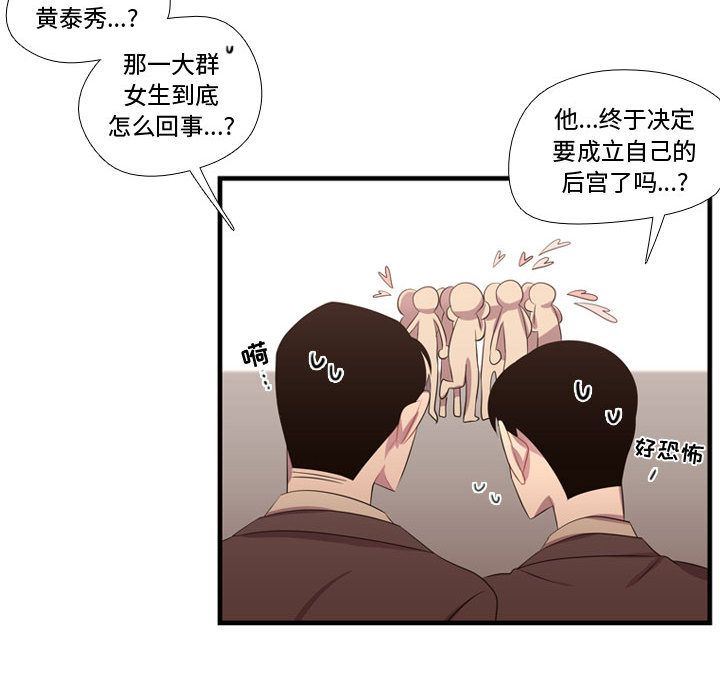 黄泰秀...?
那一大群
女生到底
怎么回事...?
他...终于决定
要成立自己的
后宫了吗...?
嗬...
好恐怖